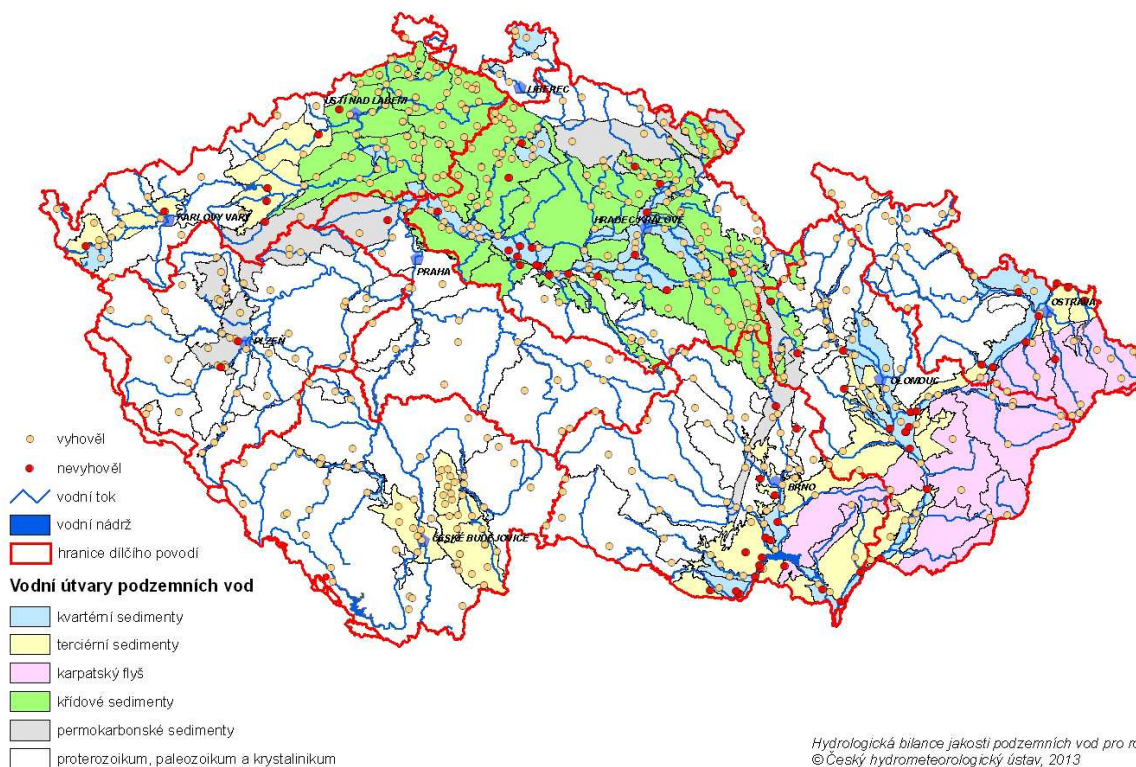 LIBEREC
ÚSTÍ NAD LABEM
KARLOVY VARY
HRADEC KRÁLOVÉ
PRAHA
OSTRAVA
PLZEŇ
OLOMOUC
BRNO
ČESKÉ BUDĚJOVICE
vyhověl
nevyhověl
vodní tok
vodní nádrž
hranice dílčího povodí
Vodní útvary podzemních vod
kvartérní sedimenty
terciérní sedimenty
karpatský flyš
křídové sedimenty
permokarbonské sedimenty
proterozoikum, paleozoikum a krystalinikum
Hydrologická bilance jakosti podzemních vod pro ro
© Český hydrometeorologický ústav, 2013